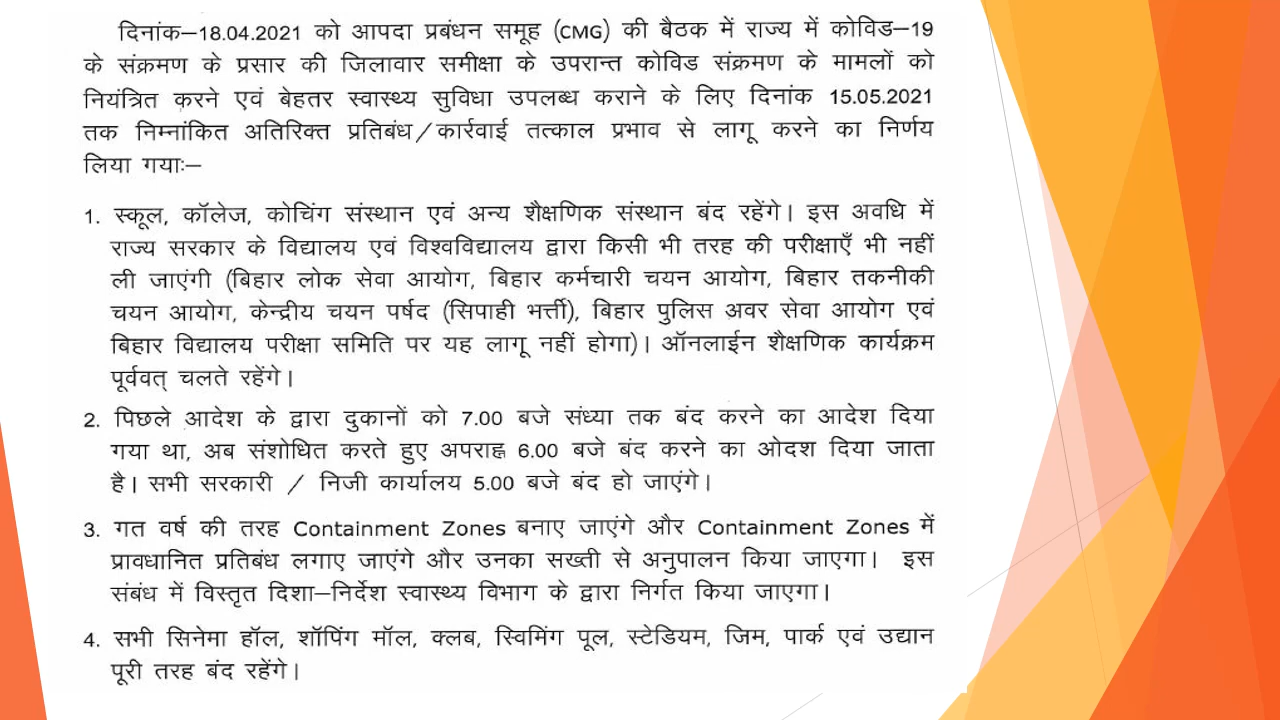 दिनांक–18.04.2021 को आपदा प्रबंधन समूह (CMG) की बैठक में राज्य में कोविड–19
के संक्रमण के प्रसार की जिलावार समीक्षा के उपरान्त कोविड संक्रमण के मामलों को
नियंत्रित करने एवं बेहतर स्वास्थ्य सुविधा उपलब्ध कराने के लिए दिनांक 15.05.2021
तक निम्नांकित अतिरिक्त प्रतिबंध/कार्रवाई तत्काल प्रभाव से लागू करने का निर्णय
लिया गयाः–
1. स्कूल, कॉलेज, कोचिंग संस्थान एवं अन्य शैक्षणिक संस्थान बंद रहेंगे। इस अवधि में
राज्य सरकार के विद्यालय एवं विश्वविद्यालय द्वारा किसी भी तरह की परीक्षाएँ भी नहीं
ली जाएंगी (बिहार लोक सेवा आयोग, बिहार कर्मचारी चयन आयोग, बिहार तकनीकी
चयन आयोग, केन्द्रीय चयन पर्षद (सिपाही भर्त्ती), बिहार पुलिस अवर सेवा आयोग एवं
बिहार विद्यालय परीक्षा समिति पर यह लागू नहीं होगा)। ऑनलाईन शैक्षणिक कार्यक्रम
पूर्ववत् चलते रहेंगे।
2. पिछले आदेश के द्वारा दुकानों को 7.00 बजे संध्या तक बंद करने का आदेश दिया
गया था, अब संशोधित करते हुए अपराह्न 6.00 बजे बंद करने का ओदश दिया जाता
है। सभी सरकारी / निजी कार्यालय 5.00 बजे बंद हो जाएंगे।
3. गत वर्ष की तरह Containment Zones बनाए जाएंगे और Containment Zones में
प्रावधानित प्रतिबंध लगाए जाएंगे और उनका सख्ती से अनुपालन किया जाएगा। इस
संबंध में विस्तृत दिशा–निर्देश स्वास्थ्य विभाग के द्वारा निर्गत किया जाएगा।
4. सभी सिनेमा हॉल, शॉपिंग मॉल, क्लब, स्विमिंग पूल, स्टेडियम, जिम, पार्क एवं उद्यान
पूरी तरह बंद रहेंगे।